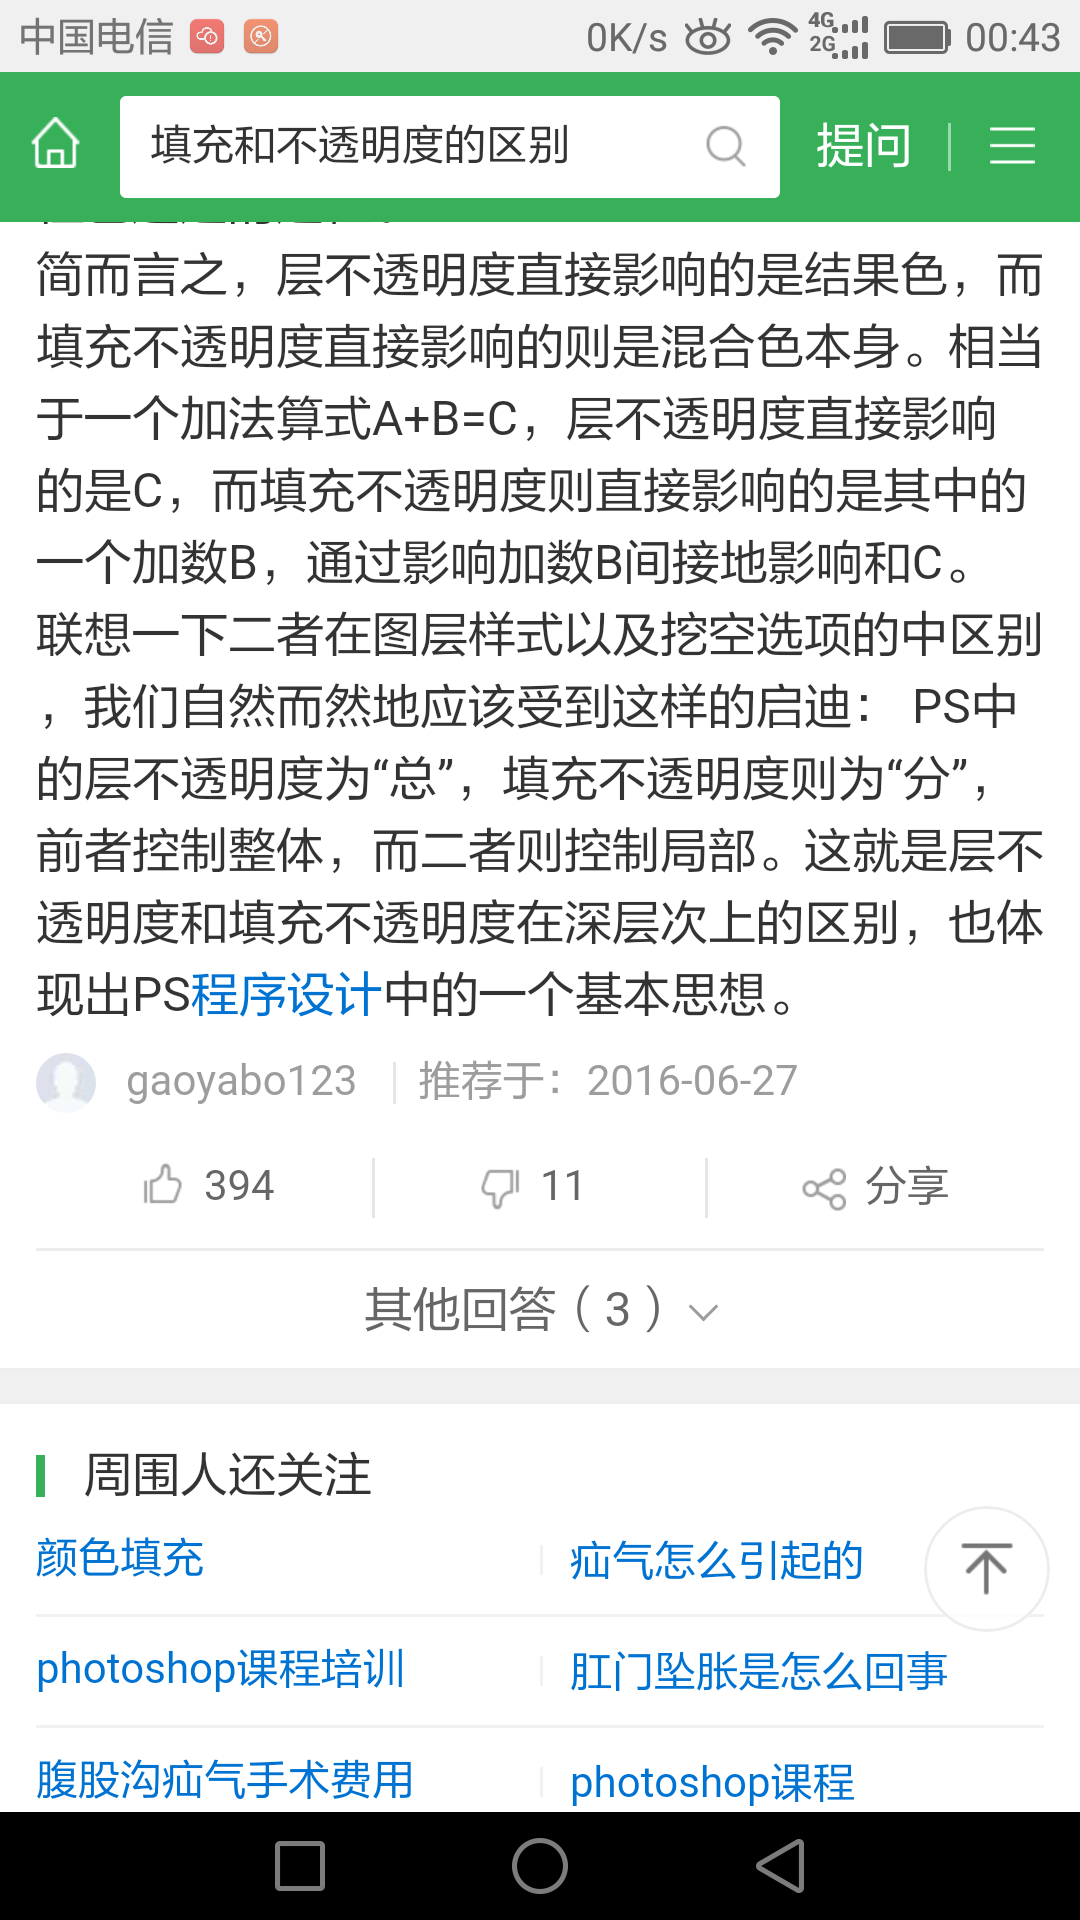 中国电信
0K/s
4G
2G
00:43
填充和不透明度的区别
提问
简而言之，层不透明度直接影响的是结果色，而
填充不透明度直接影响的则是混合色本身。相当
于一个加法算式A+B=C，层不透明度直接影响
的是C，而填充不透明度则直接影响的是其中的
一个加数B，通过影响加数B间接地影响和C。
联想一下二者在图层样式以及挖空选项的中区别
，我们自然而然地应该受到这样的启迪： PS中
的层不透明度为“总”，填充不透明度则为“分”，
前者控制整体，而二者则控制局部。这就是层不
透明度和填充不透明度在深层次上的区别，也体
现出PS程序设计中的一个基本思想。
gaoyabo123
推荐于：2016-06-27
394
11
分享
其他回答（3）
周围人还关注
颜色填充
疝气怎么引起的
photoshop课程培训
肛门坠胀是怎么回事
腹股沟疝气手术费用
photoshop课程